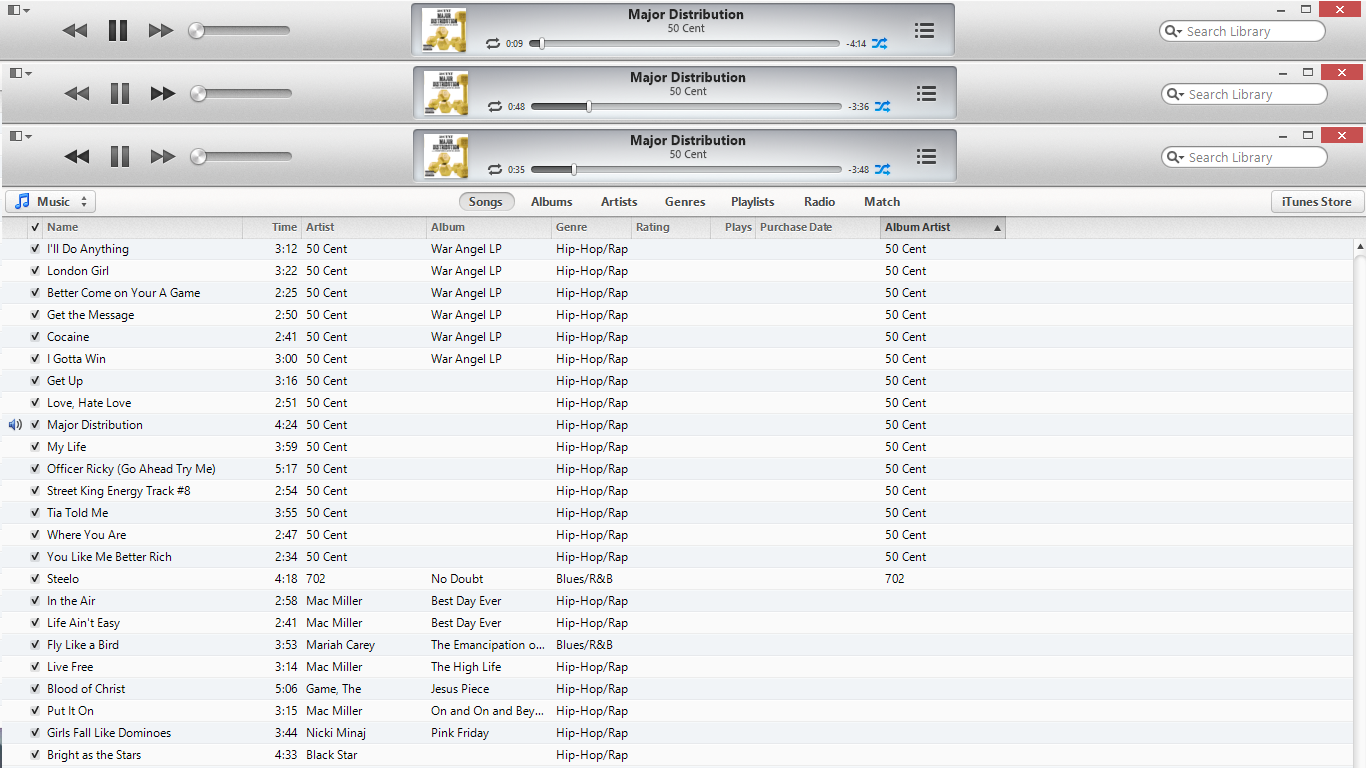 Major Distribution
50 Cent
0:09 -4:14
Search Library
Major Distribution
50 Cent
0:48 -3:36
Search Library
Major Distribution
50 Cent
0:35 -3:48
Search Library
Music Songs Albums Artists Genres Playlists Radio Match iTunes Store
Name Time Artist Album Genre Rating Plays Purchase Date Album Artist
I'll Do Anything 3:12 50 Cent War Angel LP Hip-Hop/Rap 50 Cent
London Girl 3:22 50 Cent War Angel LP Hip-Hop/Rap 50 Cent
Better Come on Your A Game 2:25 50 Cent War Angel LP Hip-Hop/Rap 50 Cent
Get the Message 2:50 50 Cent War Angel LP Hip-Hop/Rap 50 Cent
Cocaine 2:41 50 Cent War Angel LP Hip-Hop/Rap 50 Cent
I Gotta Win 3:00 50 Cent War Angel LP Hip-Hop/Rap 50 Cent
Get Up 3:16 50 Cent Hip-Hop/Rap 50 Cent
Love, Hate Love 2:51 50 Cent Hip-Hop/Rap 50 Cent
Major Distribution 4:24 50 Cent Hip-Hop/Rap 50 Cent
My Life 3:59 50 Cent Hip-Hop/Rap 50 Cent
Officer Ricky (Go Ahead Try Me) 5:17 50 Cent Hip-Hop/Rap 50 Cent
Street King Energy Track #8 2:54 50 Cent Hip-Hop/Rap 50 Cent
Tia Told Me 3:55 50 Cent Hip-Hop/Rap 50 Cent
Where You Are 2:47 50 Cent Hip-Hop/Rap 50 Cent
You Like Me Better Rich 2:34 50 Cent Hip-Hop/Rap 50 Cent
Steelo 4:18 702 No Doubt Blues/R&B 702
In the Air 2:58 Mac Miller Best Day Ever Hip-Hop/Rap
Life Ain't Easy 2:41 Mac Miller Best Day Ever Hip-Hop/Rap
Fly Like a Bird 3:53 Mariah Carey The Emancipation o... Blues/R&B
Live Free 3:14 Mac Miller The High Life Hip-Hop/Rap
Blood of Christ 5:06 Game, The Jesus Piece Hip-Hop/Rap
Put It On 3:15 Mac Miller On and On and Bey... Hip-Hop/Rap
Girls Fall Like Dominoes 3:44 Nicki Minaj Pink Friday Hip-Hop/Rap
Bright as the Stars 4:33 Black Star Hip-Hop/Rap